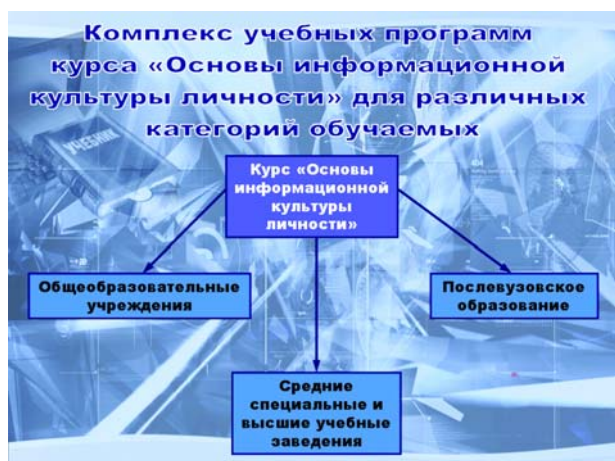 Комплекс учебных программ
курса «Основы информационной
культуры личности» для различных
категорий обучаемых
УЧЕБНИК
Курс «Основы
информационной
культуры
личности»
Общеобразовательные
учреждения
Послевузовское
образование
Средние
специальные и
высшие учебные
заведения